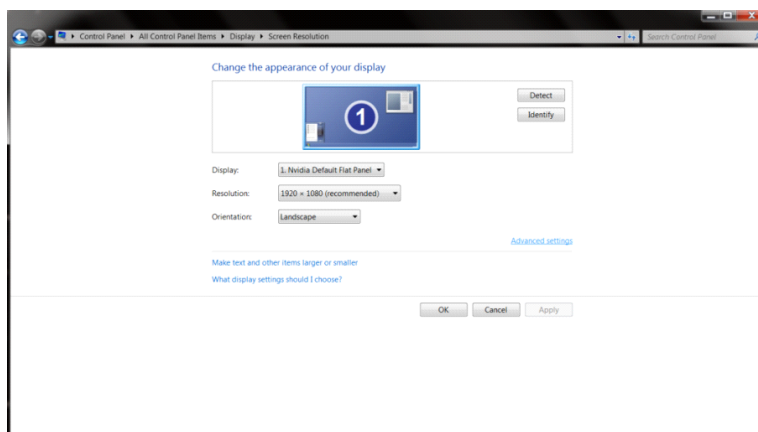 Control Panel ▸ All Control Panel Items ▸ Display ▸ Screen Resolution
Search Control Panel
Change the appearance of your display
1
Detect
Identify
Display:
1. Nvidia Default Flat Panel
Resolution:
1920 × 1080 (recommended)
Orientation:
Landscape
Advanced settings
Make text and other items larger or smaller
What display settings should I choose?
OK
Cancel
Apply